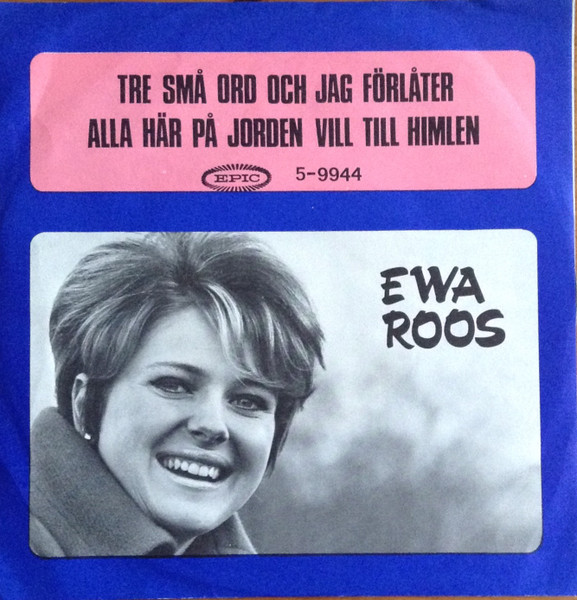 TRE SMÅ ORD OCH JAG FÖRLÅTER
ALLA HÄR PÅ JORDEN VILL TILL HIMLEN
EPIC 5-9944
EWA
ROOS